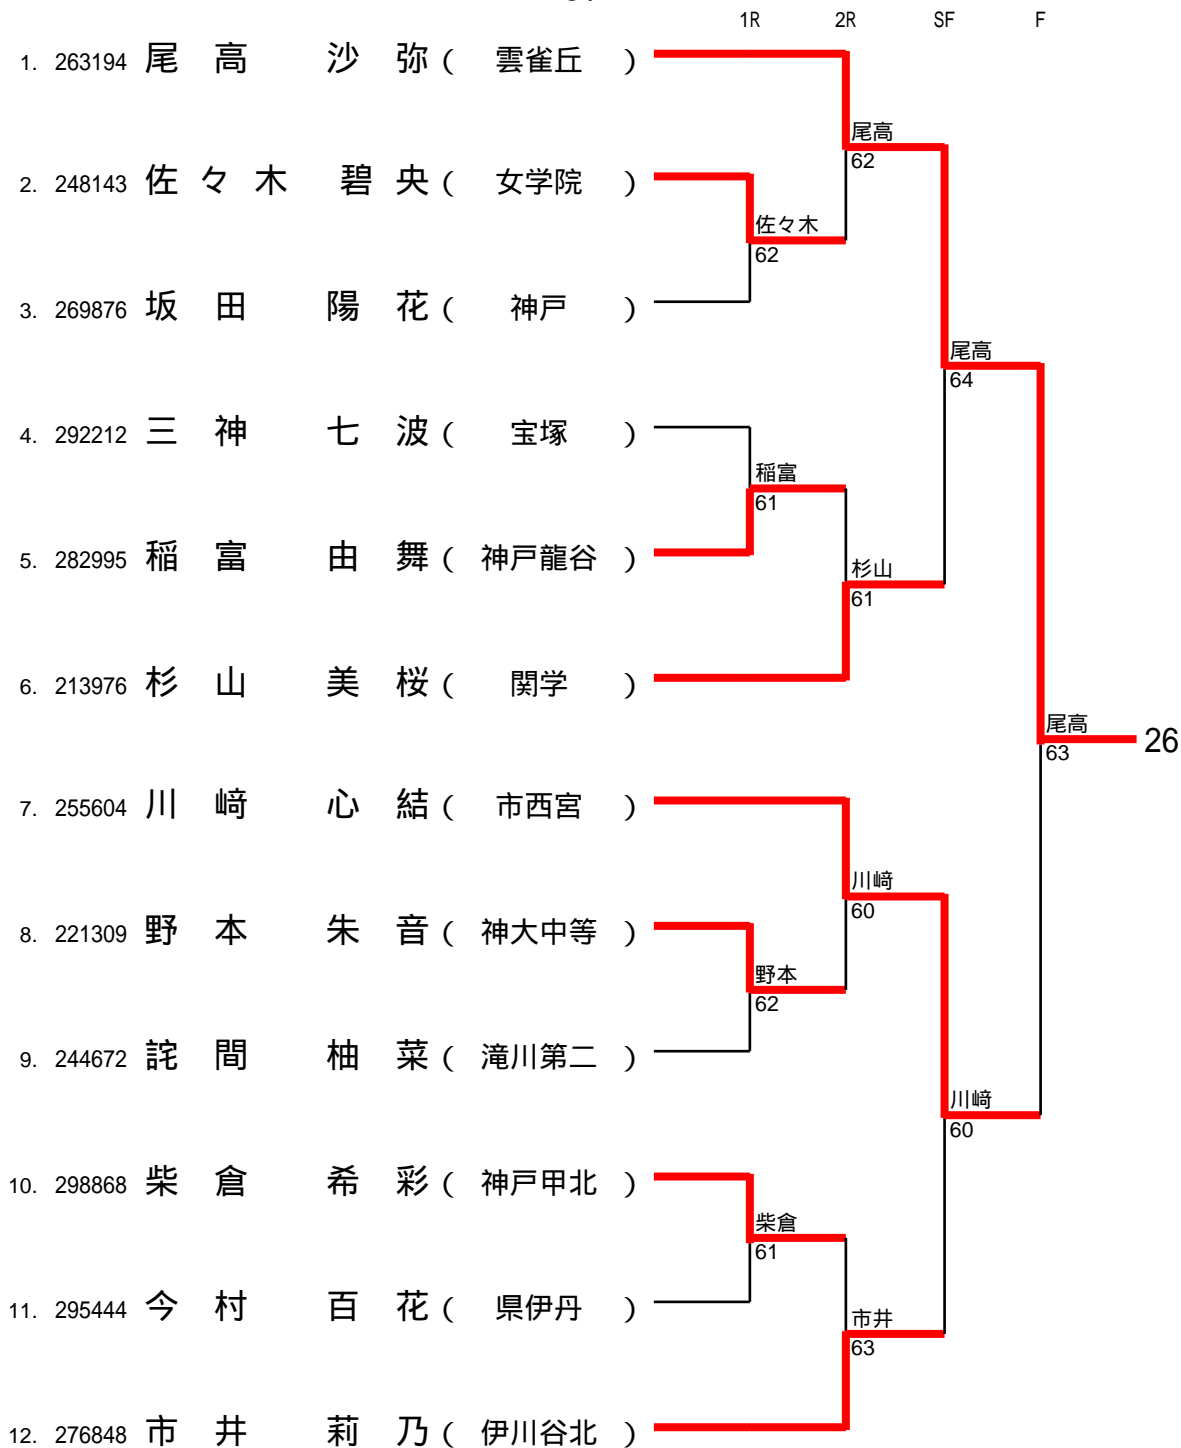 1R 2R SF F
1. 263194 尾 高 沙 弥 ( 雲雀丘 )
尾高
62
2. 248143 佐 々 木 碧 央 ( 女学院 )
佐々木
62
3. 269876 坂 田 陽 花 ( 神戸 )
尾高
64
4. 292212 三 神 七 波 ( 宝塚 )
稲富
61
5. 282995 稲 富 由 舞 ( 神戸龍谷 )
杉山
61
6. 213976 杉 山 美 桜 ( 関学 )
尾高
63
26
7. 255604 川 﨑 心 結 ( 市西宮 )
川﨑
60
8. 221309 野 本 朱 音 ( 神大中等 )
野本
62
9. 244672 詫 間 柚 菜 ( 滝川第二 )
川﨑
60
10. 298868 柴 倉 希 彩 ( 神戸甲北 )
柴倉
61
11. 295444 今 村 百 花 ( 県伊丹 )
市井
63
12. 276848 市 井 莉 乃 ( 伊川谷北 )